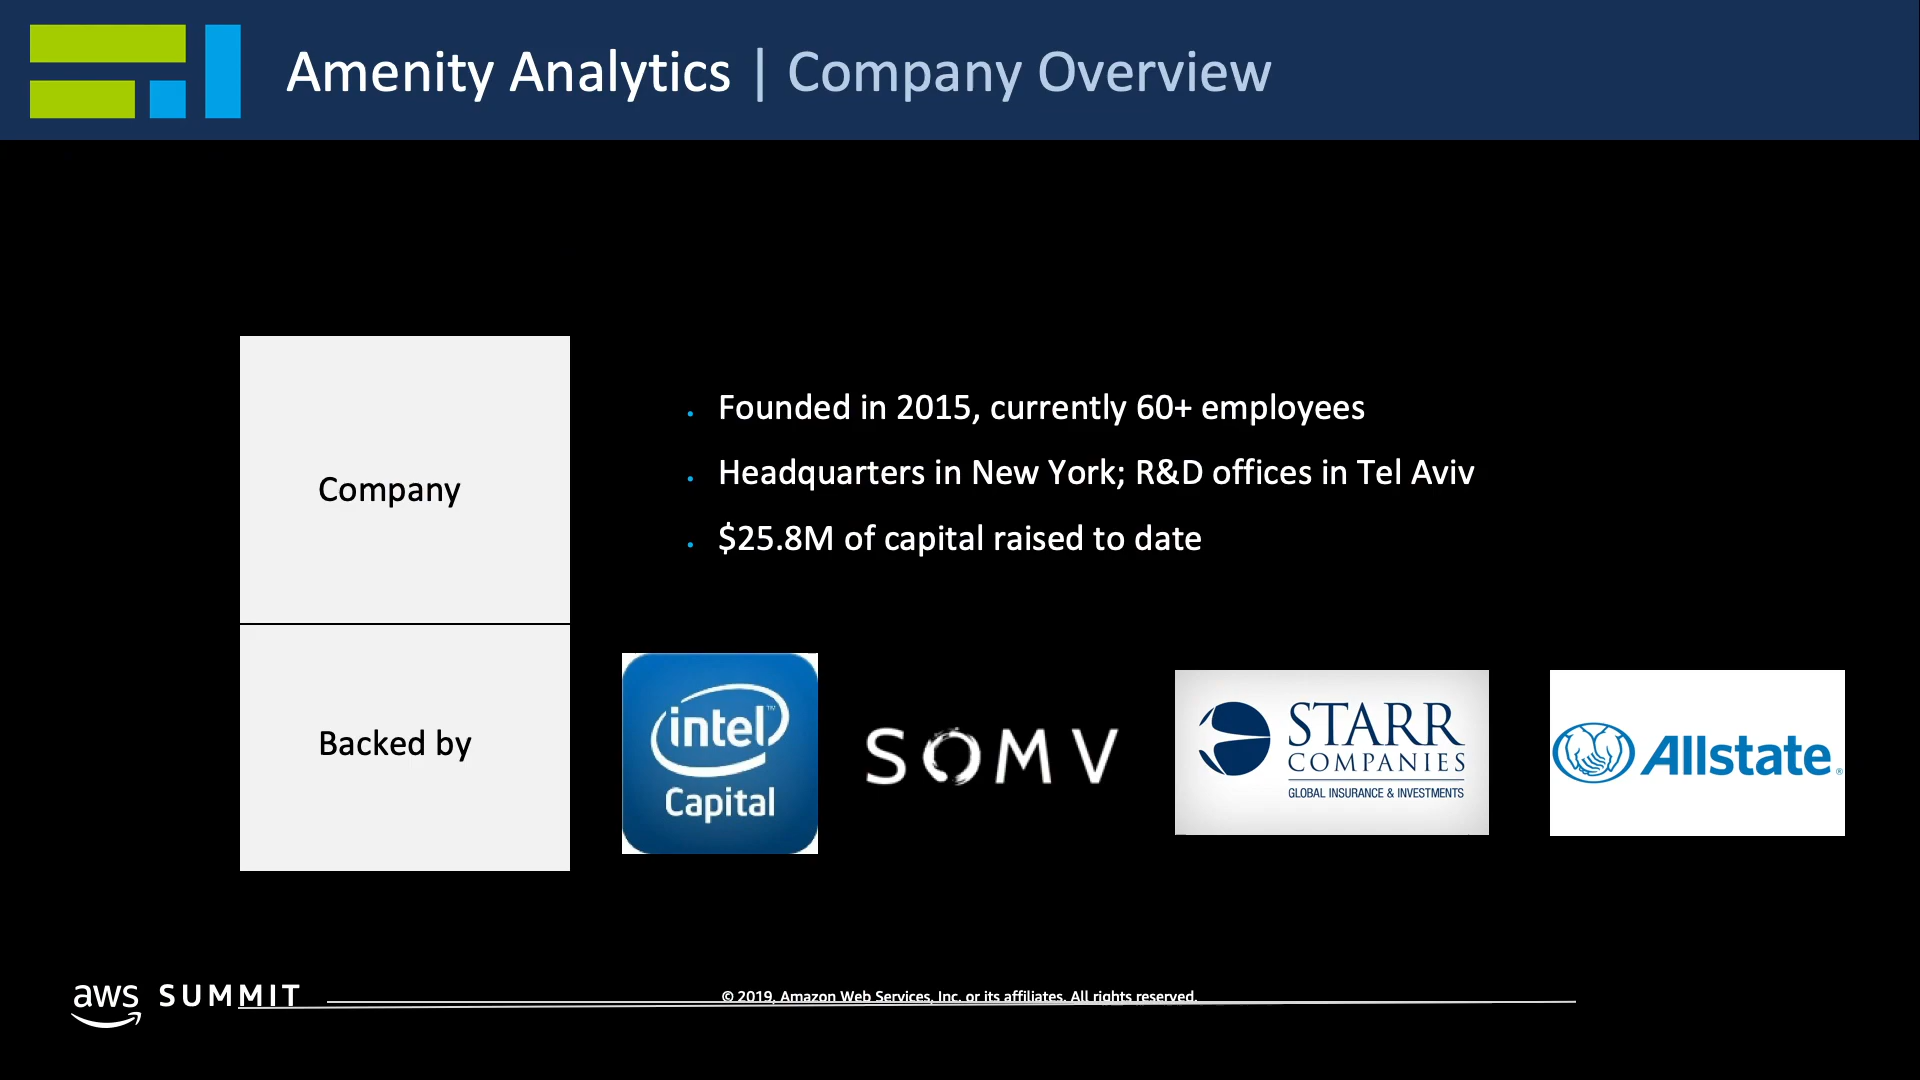 Amenity Analytics | Company Overview
Company
• Founded in 2015, currently 60+ employees
• Headquarters in New York; R&D offices in Tel Aviv
• $25.8M of capital raised to date
Backed by
intel™
Capital
SOMV
STARR
COMPANIES
GLOBAL INSURANCE & INVESTMENTS
Allstate®
aws SUMMIT
© 2019, Amazon Web Services, Inc. or its affiliates. All rights reserved.